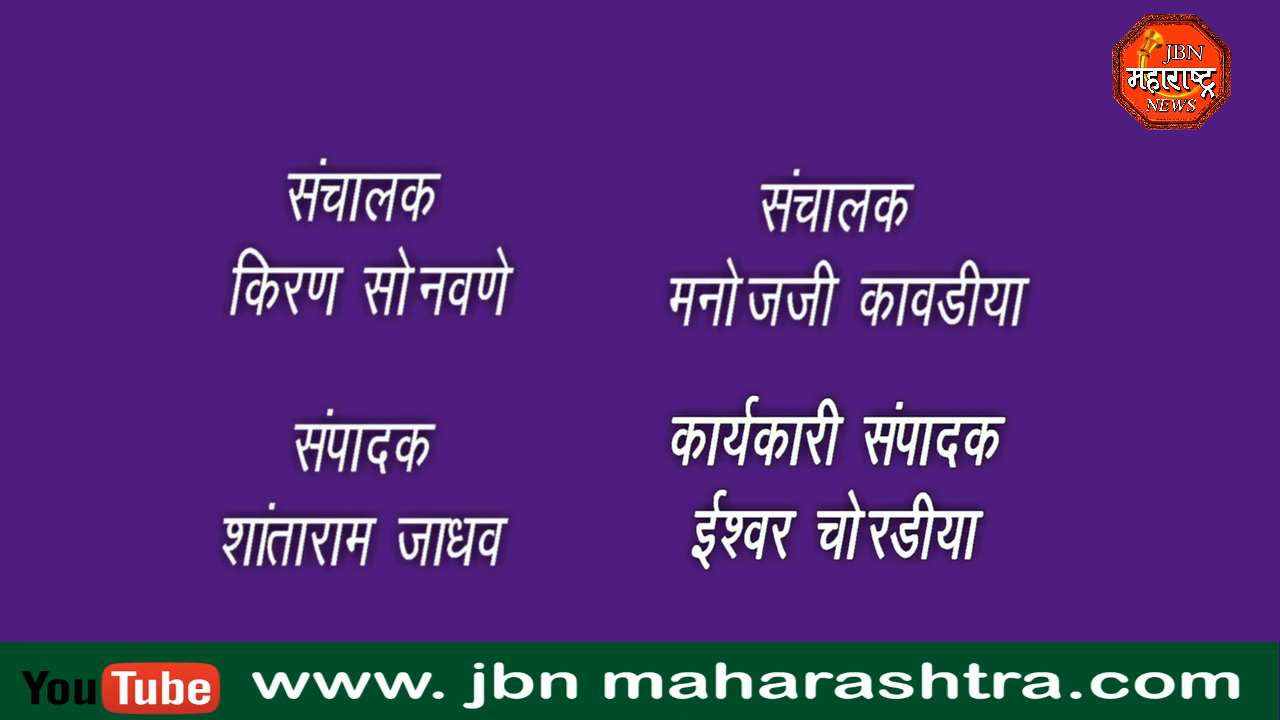 JBN
महाराष्ट्र
NEWS
संचालक
किरण सोनवणे
संचालक
मनोजजी कावडीया
संपादक
शांताराम जाधव
कार्यकारी संपादक
ईश्वर चोरडीया
YouTube www. jbn maharashtra.com